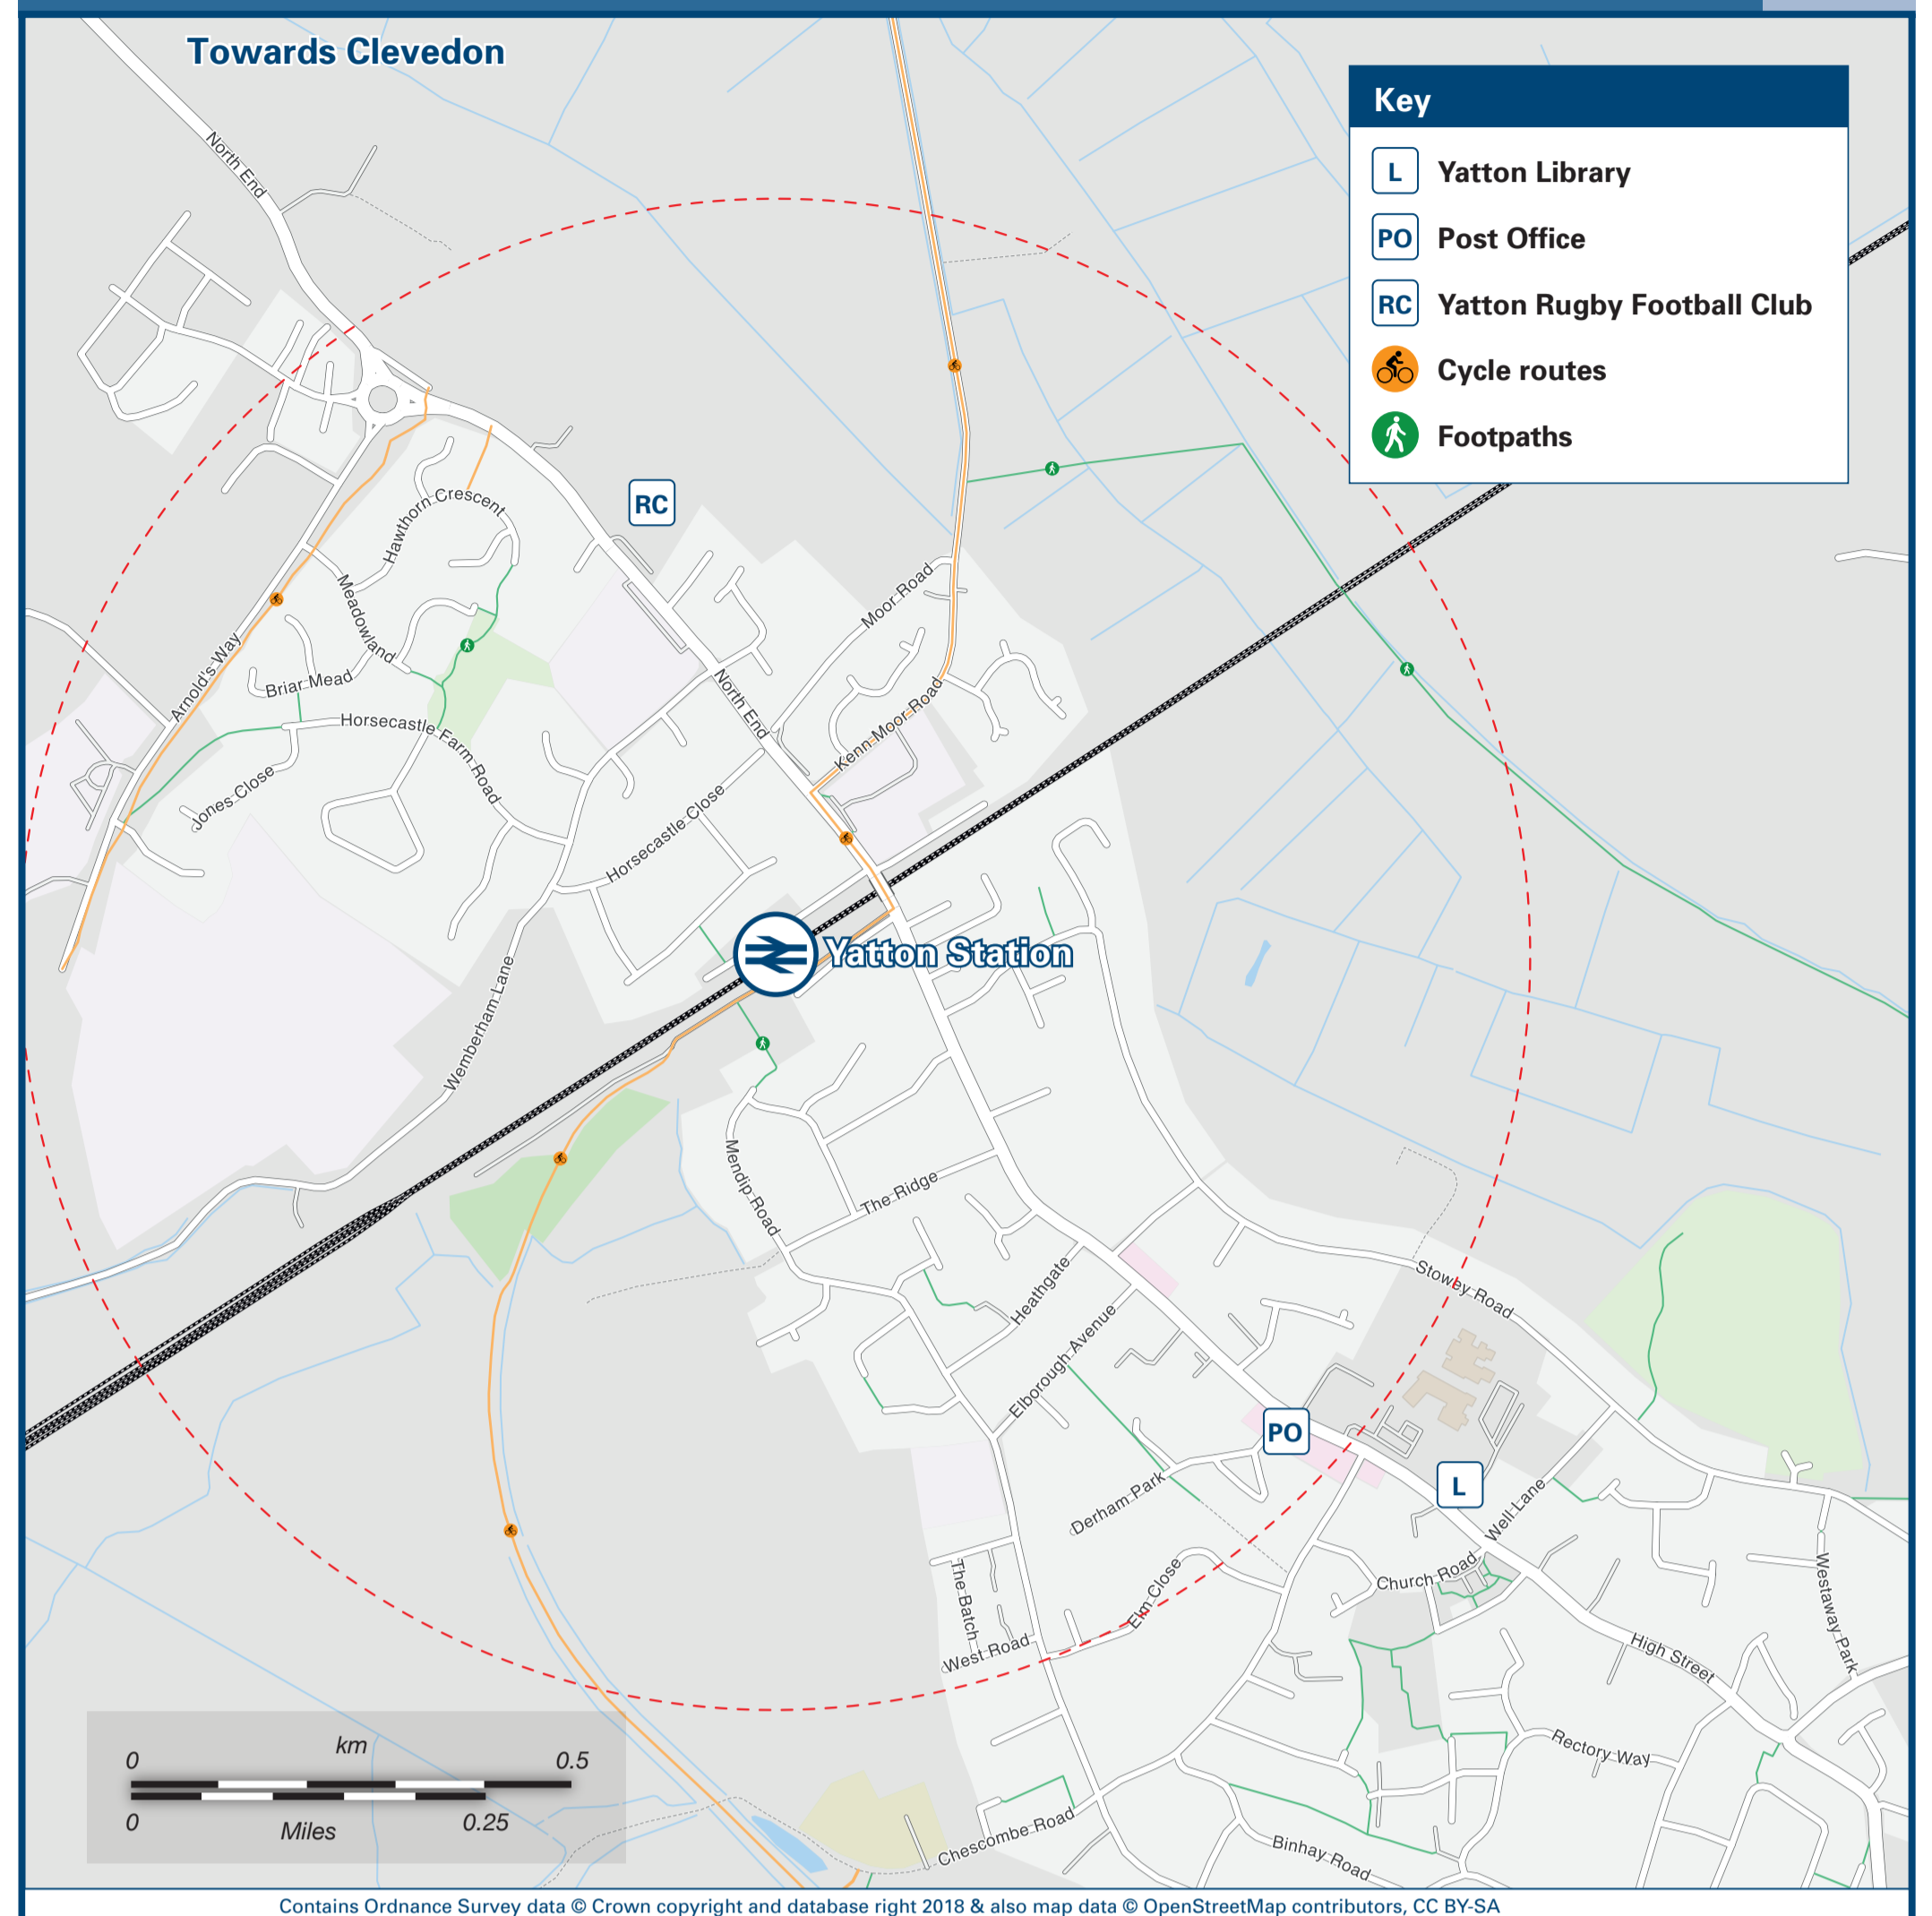 Towards Clevedon
Key
L Yatton Library
PO Post Office
RC Yatton Rugby Football Club
Cycle routes
Footpaths
North End
RC
Hawthorn Crescent
Moor Road
Meadowland
Arnold's Way
Briar Mead
North End
Kenn Moor Road
Horsecastle Farm Road
Jones Close
Horsecastle Close
Yatton Station
Wemberham Lane
Mendip Road
The Ridge
Heathgate
Stowey Road
Elborough Avenue
PO
L
Derham Park
Well Lane
Church Road
The Batch
Elm Close
West Road
Westaway Park
High Street
Rectory Way
Chescombe Road
Binhay Road
km
0 0.5
0 0.25
Miles
Contains Ordnance Survey data © Crown copyright and database right 2018 & also map data © OpenStreetMap contributors, CC BY-SA